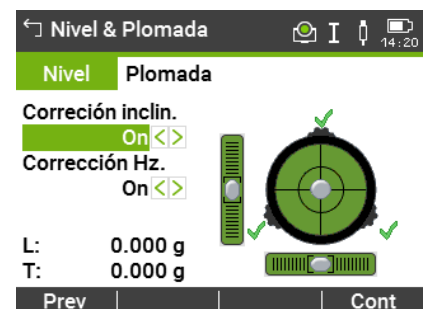 Nivel & Plomada
14:20
Nivel Plomada
Correción inclin.
On
Corrección Hz.
On
L: 0.000 g
T: 0.000 g
Prev Cont